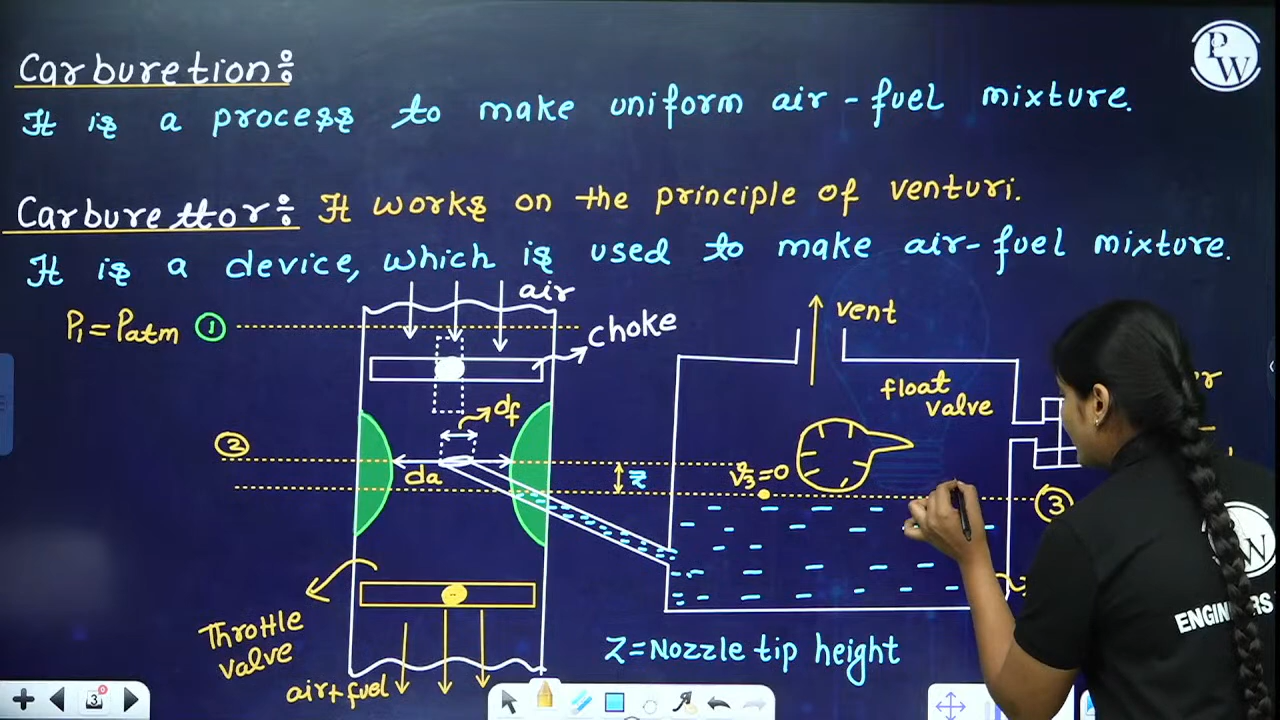 Carburetion:
It is a process to make uniform air-fuel mixture.
Carburettor: It works on the principle of venturi.
It is a device, which is used to make air-fuel mixture.
air
P1 = Patm 1
choke
vent
float valve
df
2
da
z
V3=0
3
Throttle valve
air+fuel
Z=Nozzle tip height
PW
ENGINEERS
3